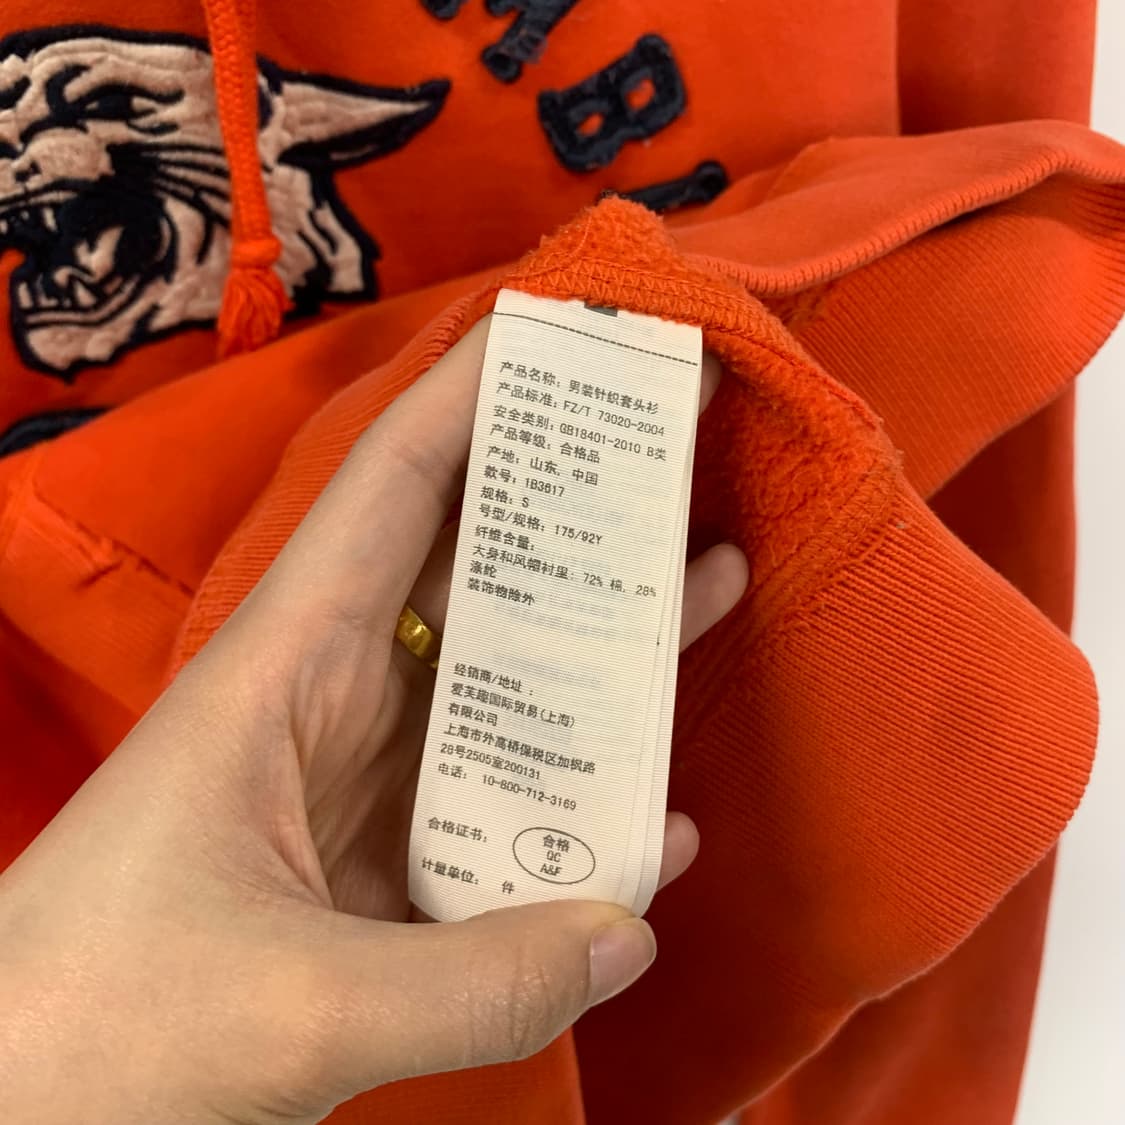 MBI
产品名称: 男装针织套头衫
产品标准: FZ/T 73020-2004
安全类别: GB18401-2010 B类
产品等级: 合格品
产地: 山东, 中国
款号: 1B3617
规格: S
号型/规格: 175/92Y
纤维含量:
大身和风帽衬里: 72% 棉, 28%
涤纶
装饰物除外
经销商/地址 :
爱芙趣国际贸易(上海)
有限公司
上海市外高桥保税区加枫路
28号2505室200131
电话: 10-800-712-3169
合格证书:
合格
QC
A&F
计量单位: 件